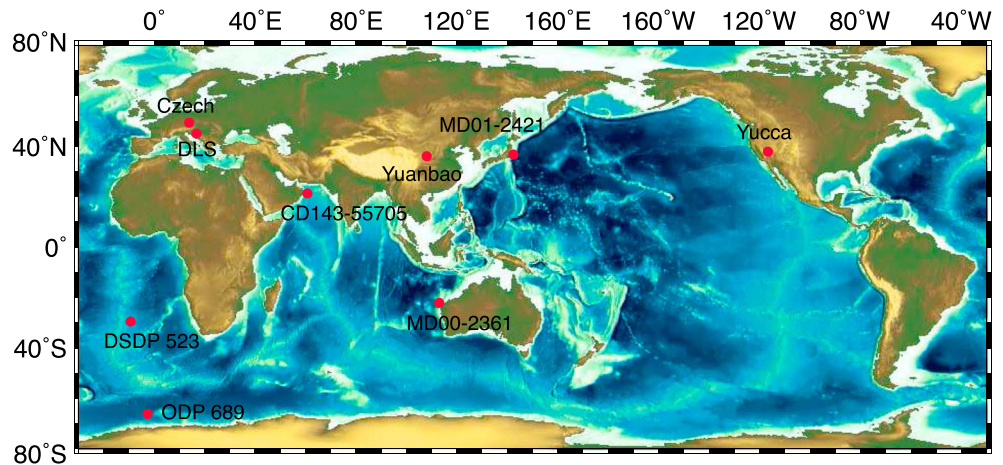 0° 40°E 80°E 120°E 160°E 160°W 120°W 80°W 40°W
80°N
Czech
MD01-2421
Yucca
40°N
DLS
Yuanbao
CD143-55705
0°
MD00-2361
DSDP 523
40°S
ODP 689
80°S